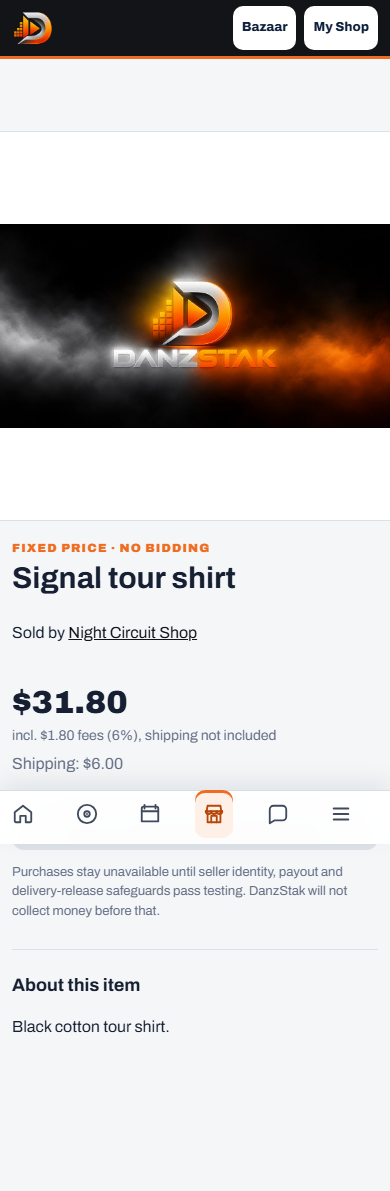 Bazaar
My Shop
DANZSTAK
FIXED PRICE · NO BIDDING
Signal tour shirt
Sold by Night Circuit Shop
$31.80
incl. $1.80 fees (6%), shipping not included
Shipping: $6.00
Purchases stay unavailable until seller identity, payout and
delivery-release safeguards pass testing. DanzStak will not
collect money before that.
About this item
Black cotton tour shirt.